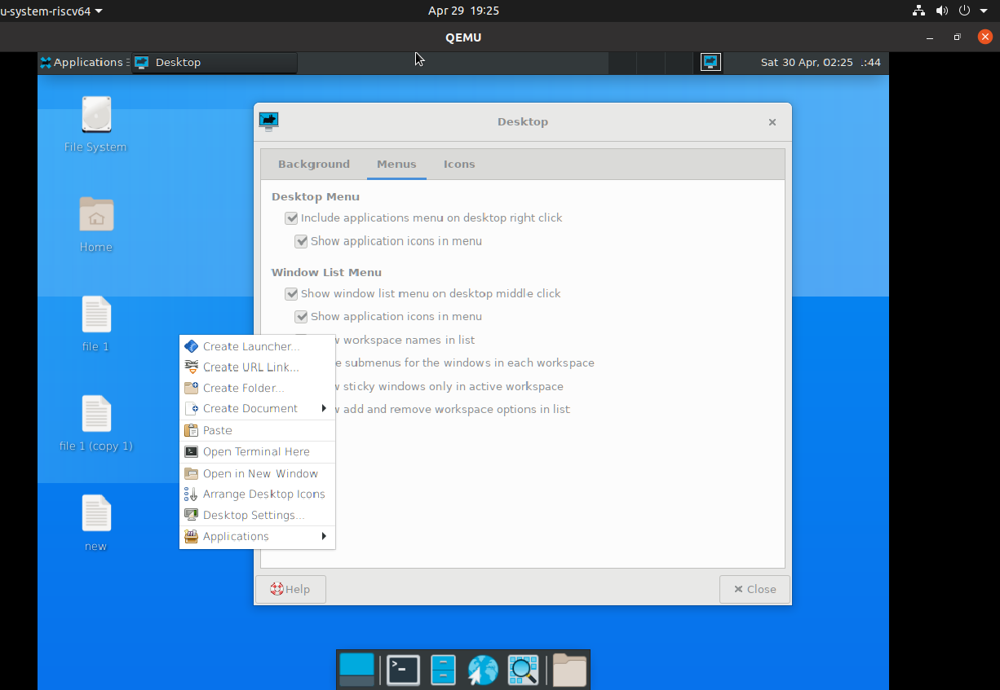 u-system-riscv64
Apr 29 19:25
QEMU
Applications
Desktop
Sat 30 Apr, 02:25
:44
File System
Home
file 1
file 1 (copy 1)
new
Desktop
Background
Menus
Icons
Desktop Menu
Include applications menu on desktop right click
Show application icons in menu
Window List Menu
Show window list menu on desktop middle click
Show application icons in menu
workspace names in list
submenus for the windows in each workspace
sticky windows only in active workspace
add and remove workspace options in list
Create Launcher...
Create URL Link...
Create Folder...
Create Document
Paste
Open Terminal Here
Open in New Window
Arrange Desktop Icons
Desktop Settings...
Applications
Help
Close